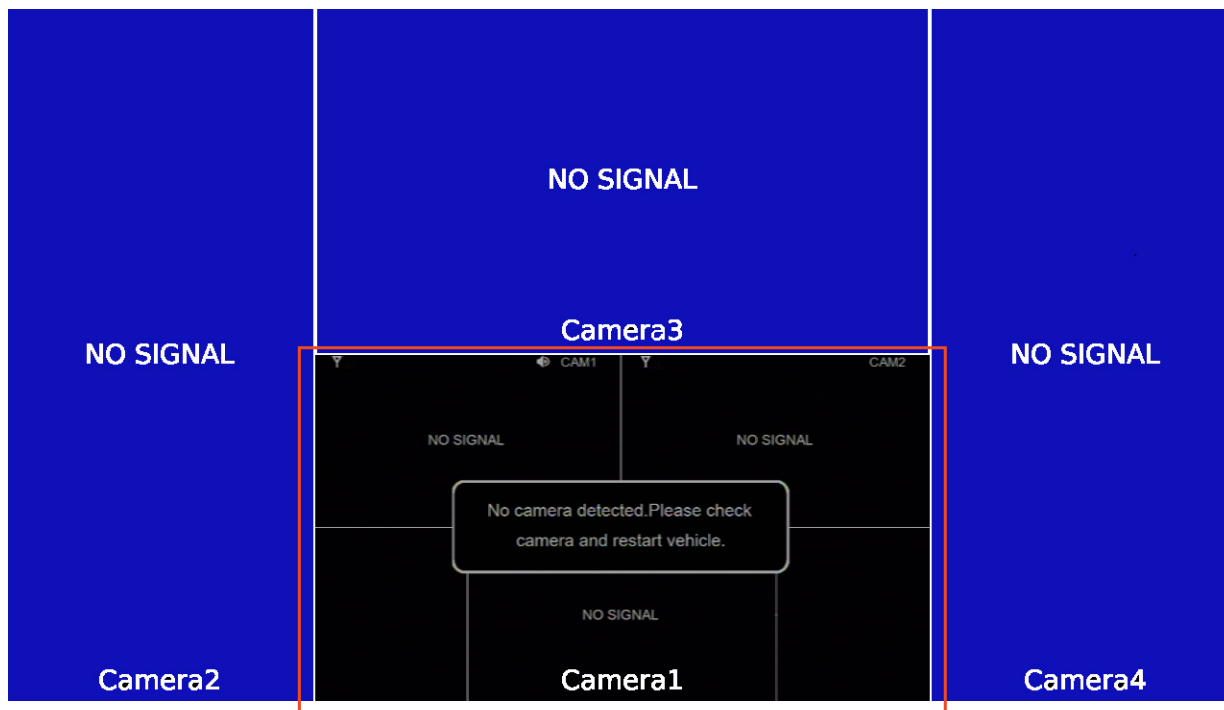 NO SIGNAL
Camera3
NO SIGNAL
NO SIGNAL
CAM1
CAM2
NO SIGNAL
NO SIGNAL
No camera detected.Please check
camera and restart vehicle.
NO SIGNAL
Camera2
Camera1
Camera4